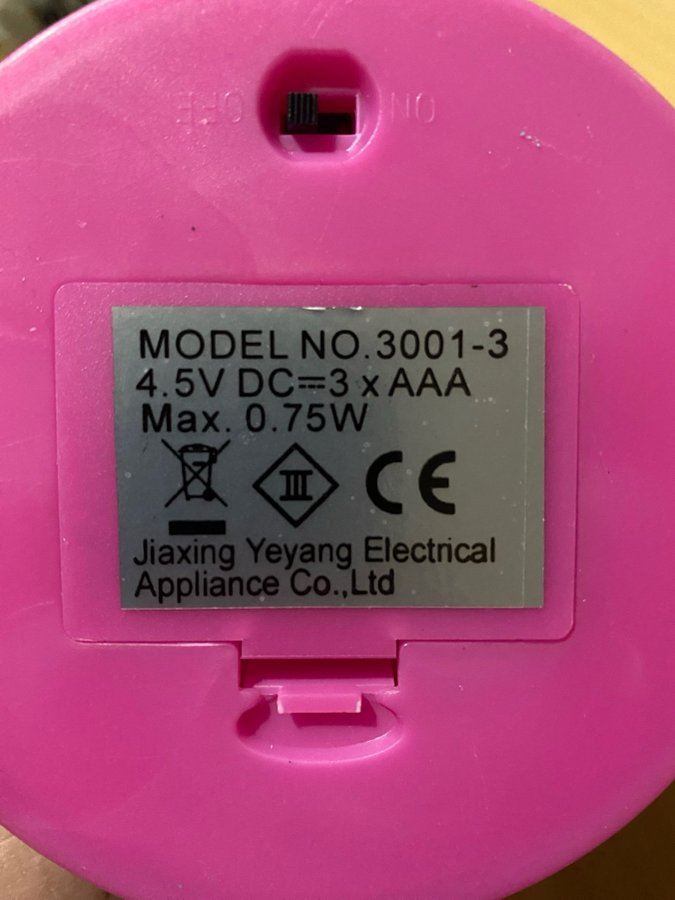 OFF ON
MODEL NO.3001-3
4.5V DC⎓3 x AAA
Max. 0.75W
III CE
Jiaxing Yeyang Electrical
Appliance Co.,Ltd